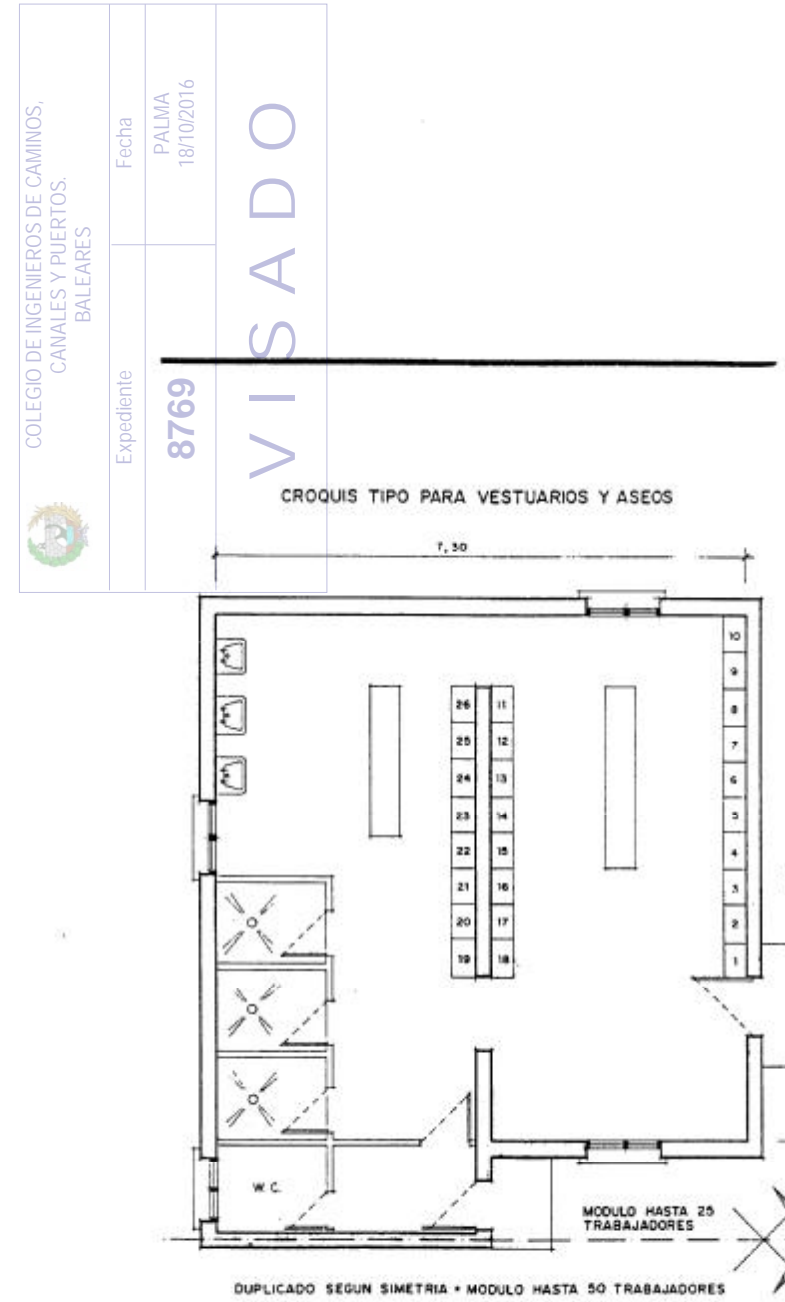 COLEGIO DE INGENIEROS DE CAMINOS,
CANALES Y PUERTOS.
BALEARES
Expediente
Fecha
8769
PALMA
18/10/2016
VISADO
CROQUIS TIPO PARA VESTUARIOS Y ASEOS
7,30
10
9
8
7
6
5
4
3
2
1
26
25
24
23
22
21
20
19
11
12
13
14
15
16
17
18
W.C.
MODULO HASTA 25
TRABAJADORES
DUPLICADO SEGUN SIMETRIA + MODULO HASTA 50 TRABAJADORES